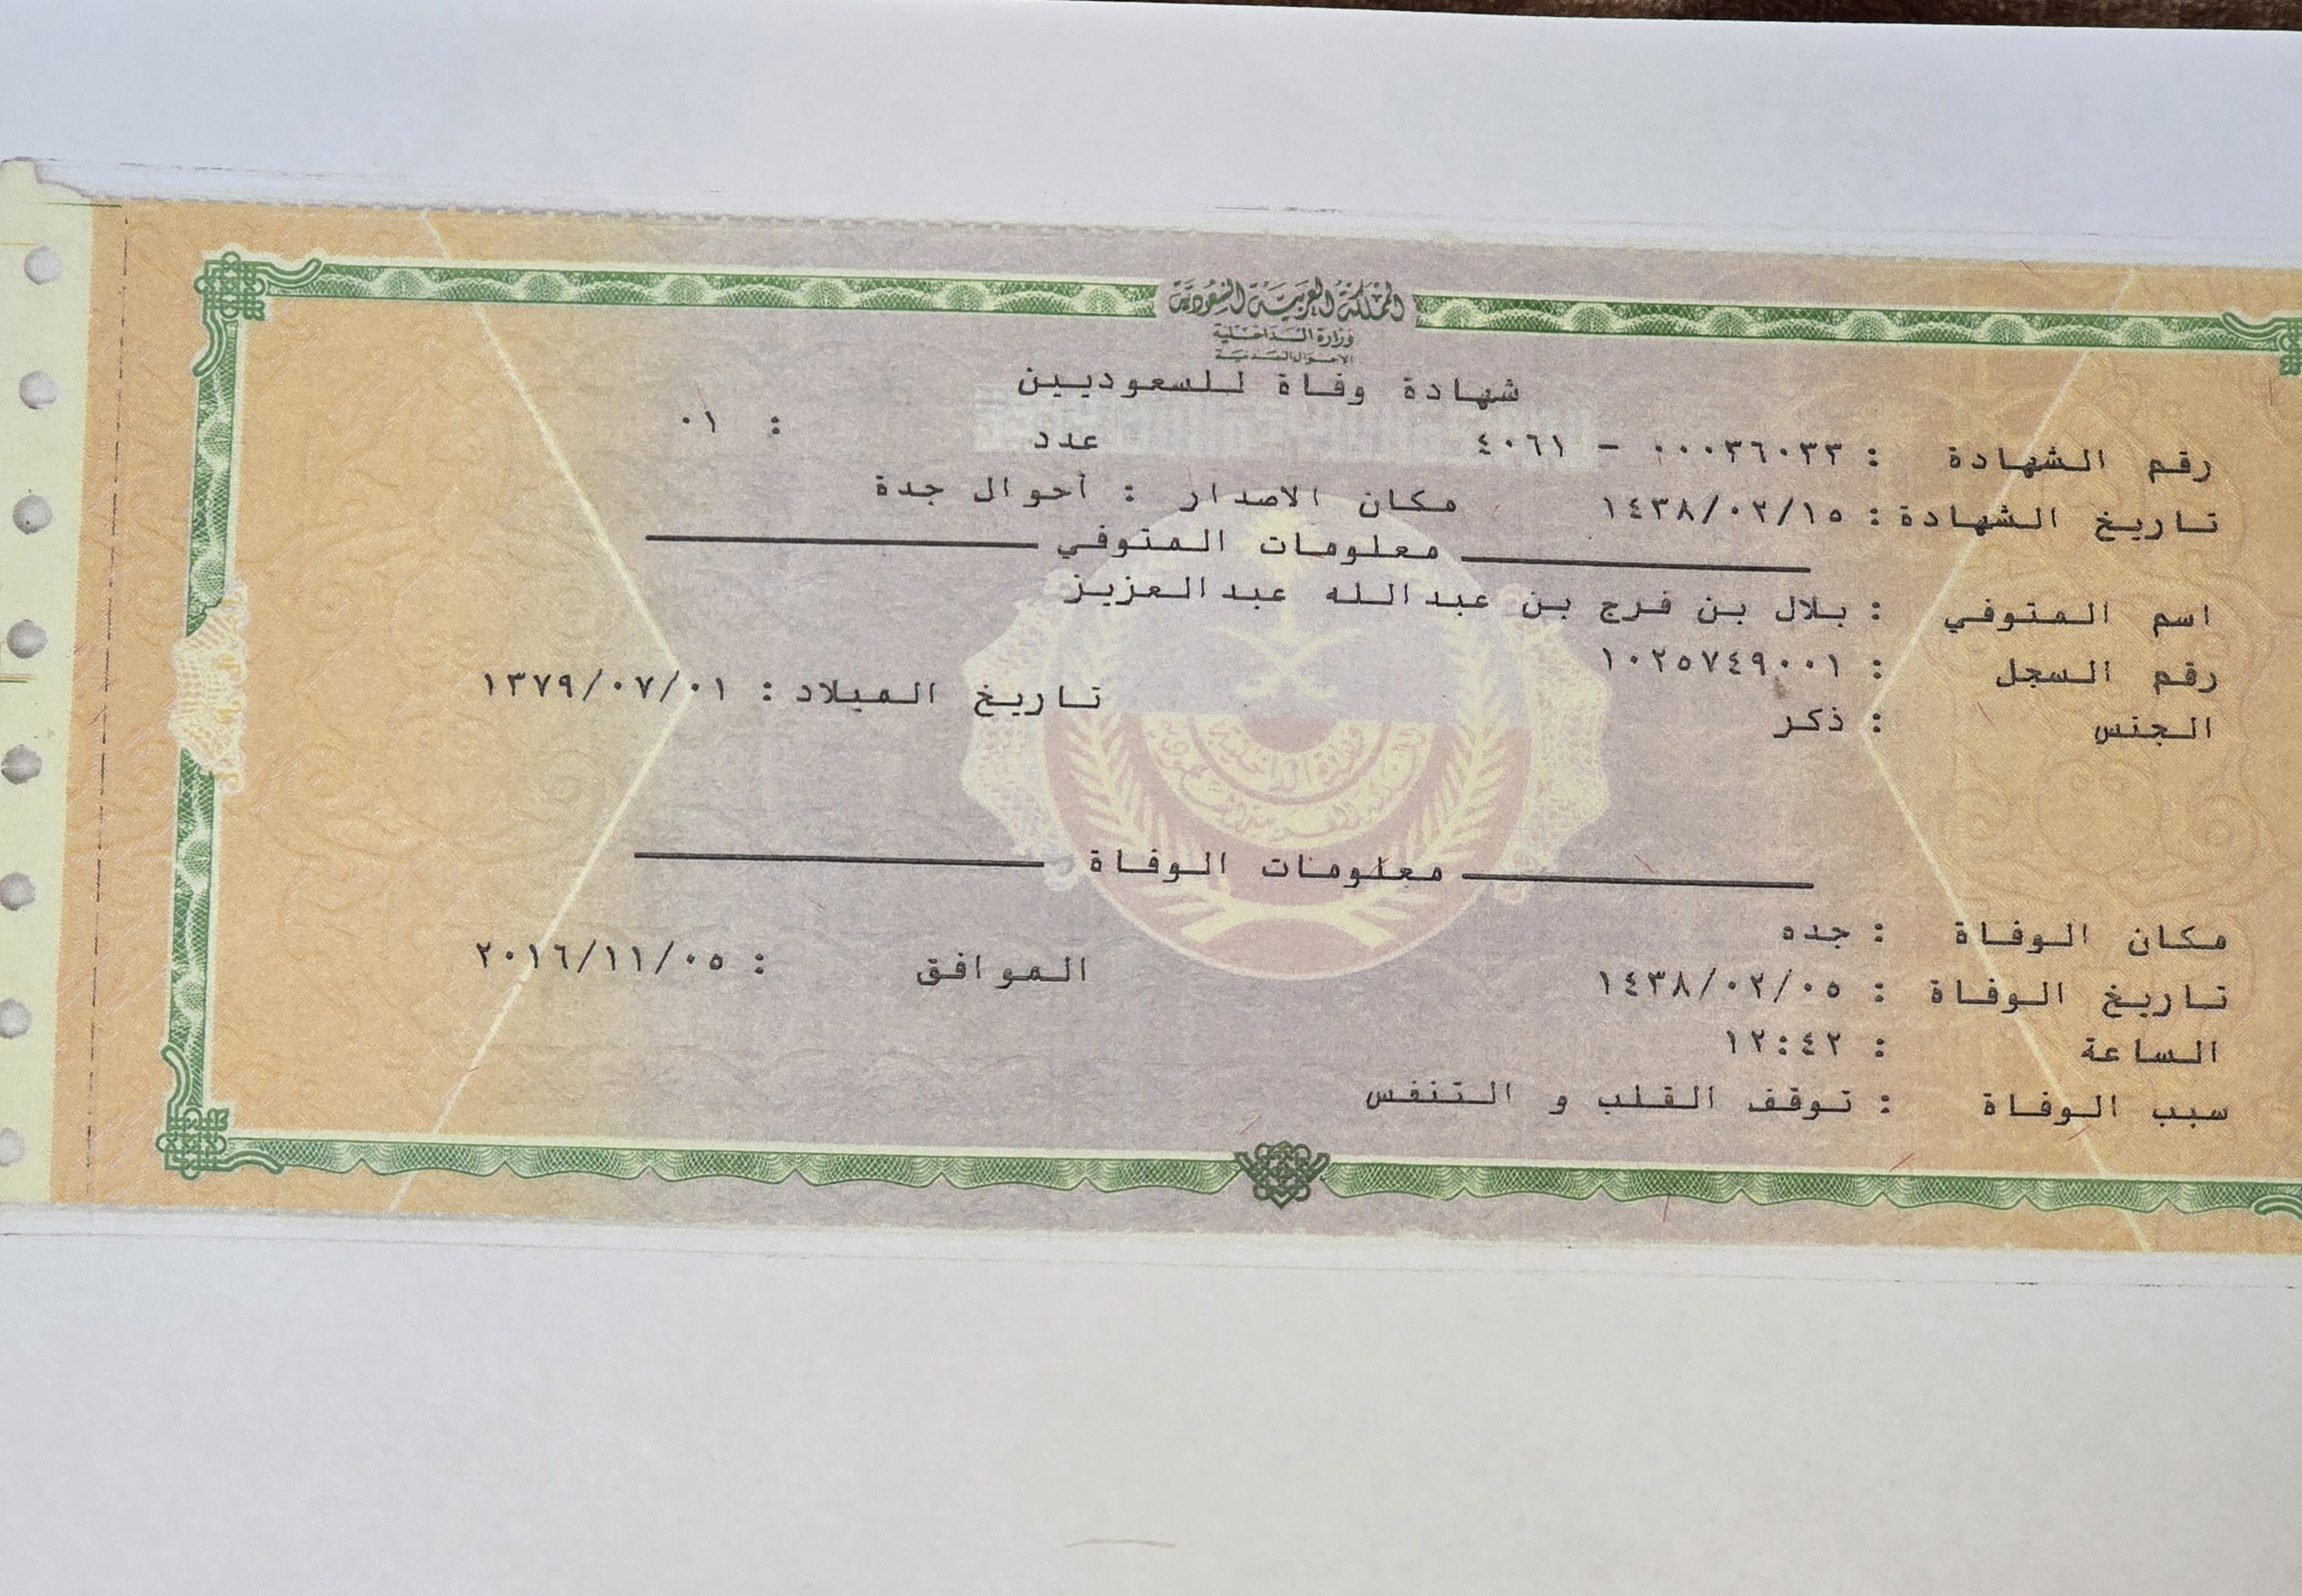 المملكة العربية السعودية
وزارة الداخلية
الأحوال المدنية
شهادة وفاة للسعوديين
رقم الشهادة : ٠٠٠٣٦٠٣٣ - ٤٠٦١ عدد : ٠١
تاريخ الشهادة : ١٤٣٨/٠٢/١٥ مكان الاصدار : أحوال جدة
معلومات المتوفي
اسم المتوفي : بلال بن فرج بن عبدالله عبدالعزيز
رقم السجل : ١٠٢٥٧٤٩٠٠١ تاريخ الميلاد : ١٣٧٩/٠٧/٠١
الجنس : ذكر
معلومات الوفاة
مكان الوفاة : جده
تاريخ الوفاة : ١٤٣٨/٠٢/٠٥ الموافق : ٢٠١٦/١١/٠٥
الساعة : ١٢:٤٢
سبب الوفاة : توقف القلب و التنفس